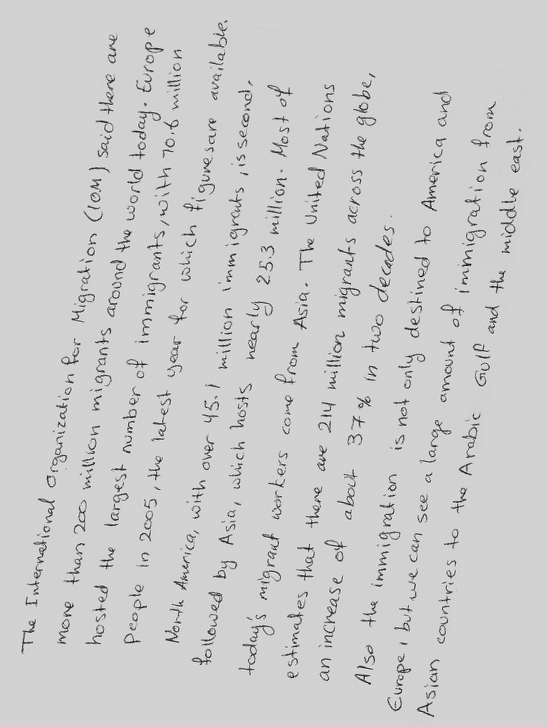 The International Organization for Migration (IOM) said there are
more than 200 million migrants around the world today. Europe
hosted the largest number of immigrants, with 70.6 million
People in 2005, the latest year for which figures are available.
North America, with over 45.1 million immigrants, is second,
followed by Asia, which hosts nearly 25.3 million. Most of
today's migrant workers come from Asia. The United Nations
estimates that there are 214 million migrants across the globe,
an increase of about 37% in two decades.
Also the immigration is not only destined to America and
Europe, but we can see a large amount of immigration from
Asian countries to the Arabic Gulf and the middle east.